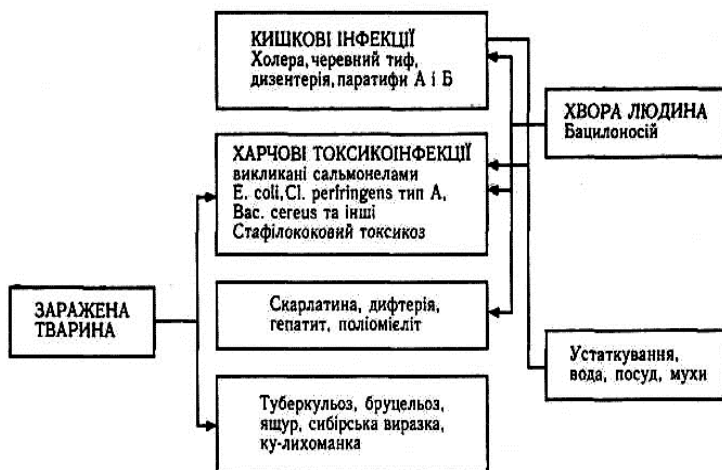 КИШКОВІ ІНФЕКЦІЇ
Холера, черевний тиф,
дизентерія, паратифи А і Б
ХВОРА ЛЮДИНА
Бацилоносій
ХАРЧОВІ ТОКСИКОІНФЕКЦІЇ
викликані сальмонелами
E. coli, Cl. perfringens тип А,
Bac. cereus та інші
Стафілококовий токсикоз
ЗАРАЖЕНА
ТВАРИНА
Скарлатина, дифтерія,
гепатит, поліомієліт
Устаткування,
вода, посуд, мухи
Туберкульоз, бруцельоз,
ящур, сибірська виразка,
ку-лихоманка